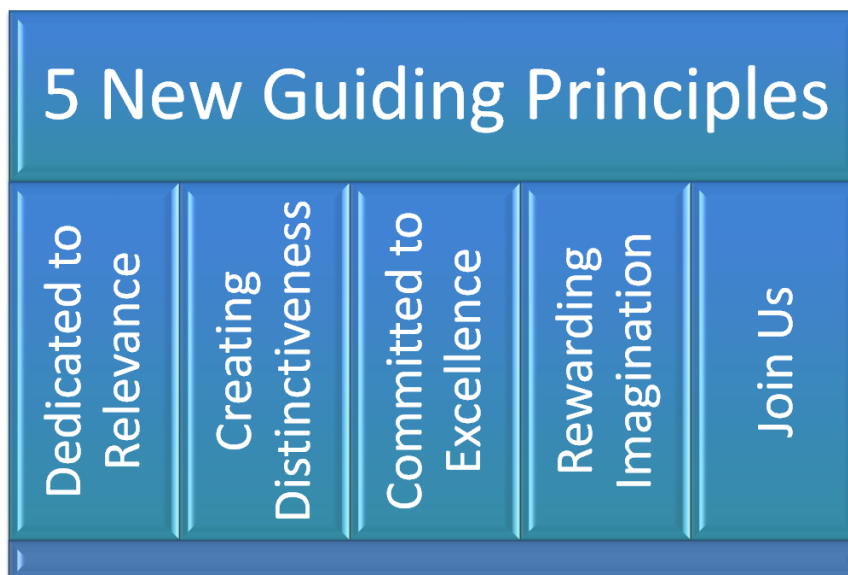 5 New Guiding Principles
Dedicated to
Relevance
Creating
Distinctiveness
Committed to
Excellence
Rewarding
Imagination
Join Us